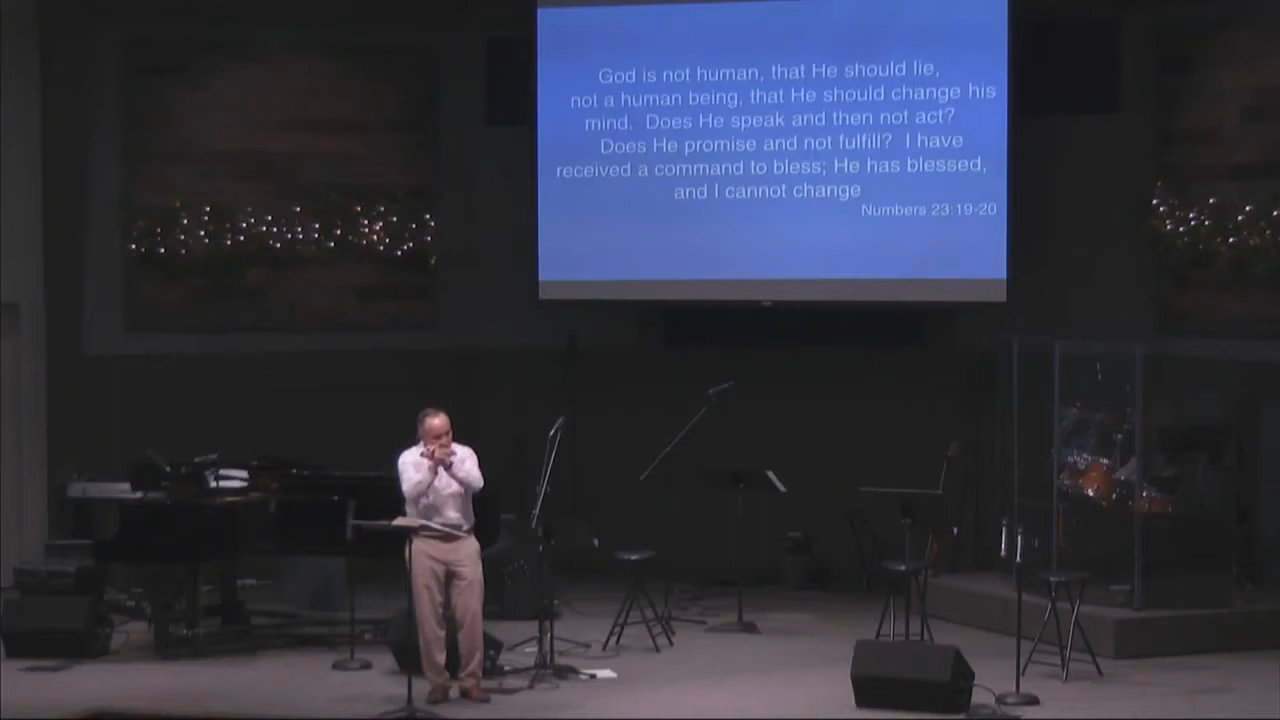 God is not human, that He should lie,
not a human being, that He should change his
mind. Does He speak and then not act?
Does He promise and not fulfill? I have
received a command to bless; He has blessed,
and I cannot change
Numbers 23:19-20